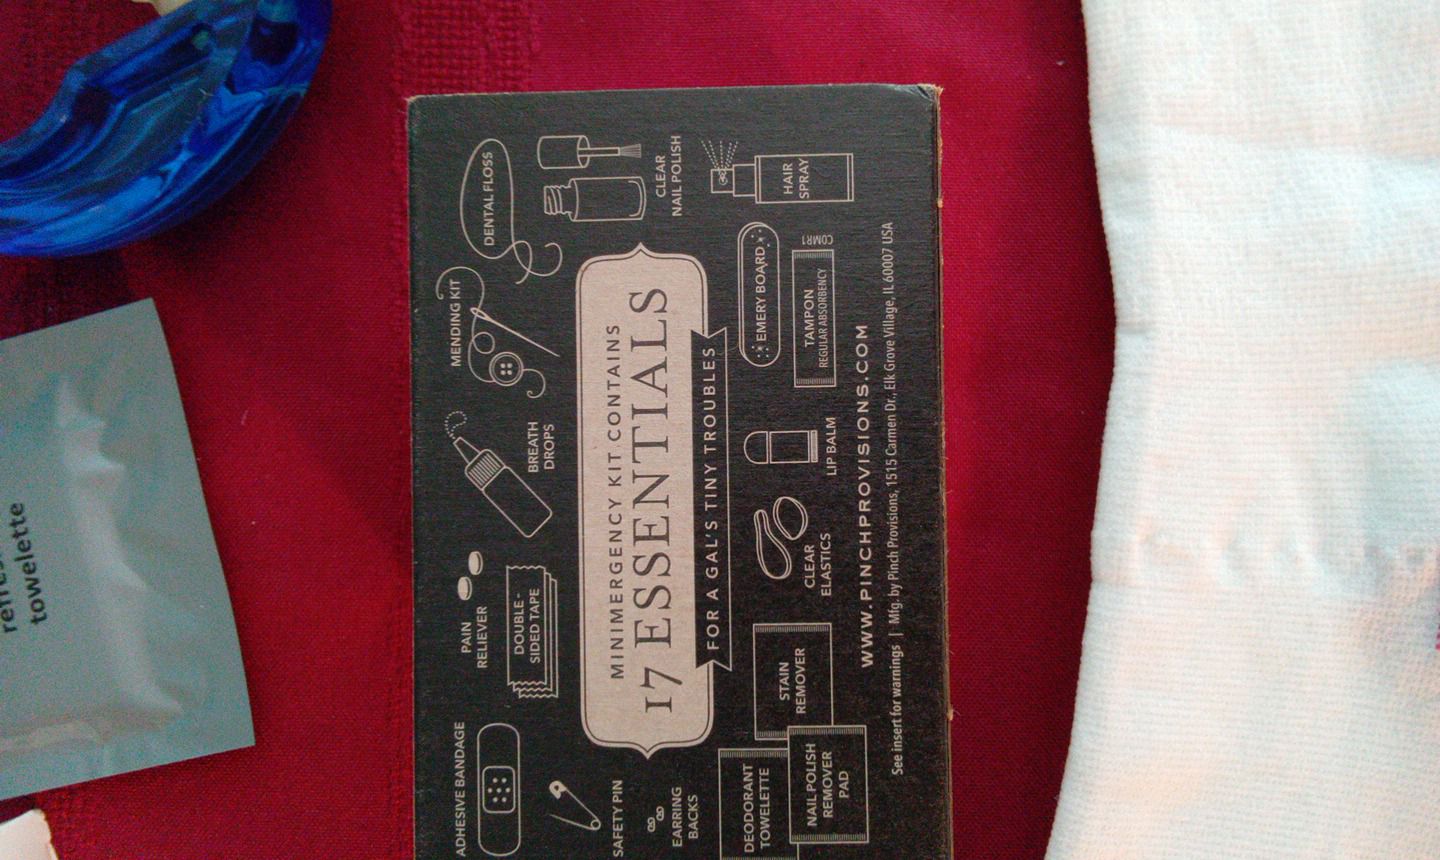 ADHESIVE BANDAGE
PAIN
RELIEVER
DOUBLE -
SIDED TAPE
BREATH
DROPS
MENDING KIT
DENTAL FLOSS
CLEAR
NAIL POLISH
HAIR
SPRAY
SAFETY PIN
EARRING
BACKS
MINIMERGENCY KIT CONTAINS
17 ESSENTIALS
FOR A GAL'S TINY TROUBLES
DEODORANT
TOWELETTE
NAIL POLISH
REMOVER
PAD
STAIN
REMOVER
CLEAR
ELASTICS
LIP BALM
EMERY BOARD
TAMPON
REGULAR ABSORBENCY
COMR1
WWW.PINCHPROVISIONS.COM
See insert for warnings | Mfg. by Pinch Provisions, 1515 Carmen Dr., Elk Grove Village, IL 60007 USA
towelette